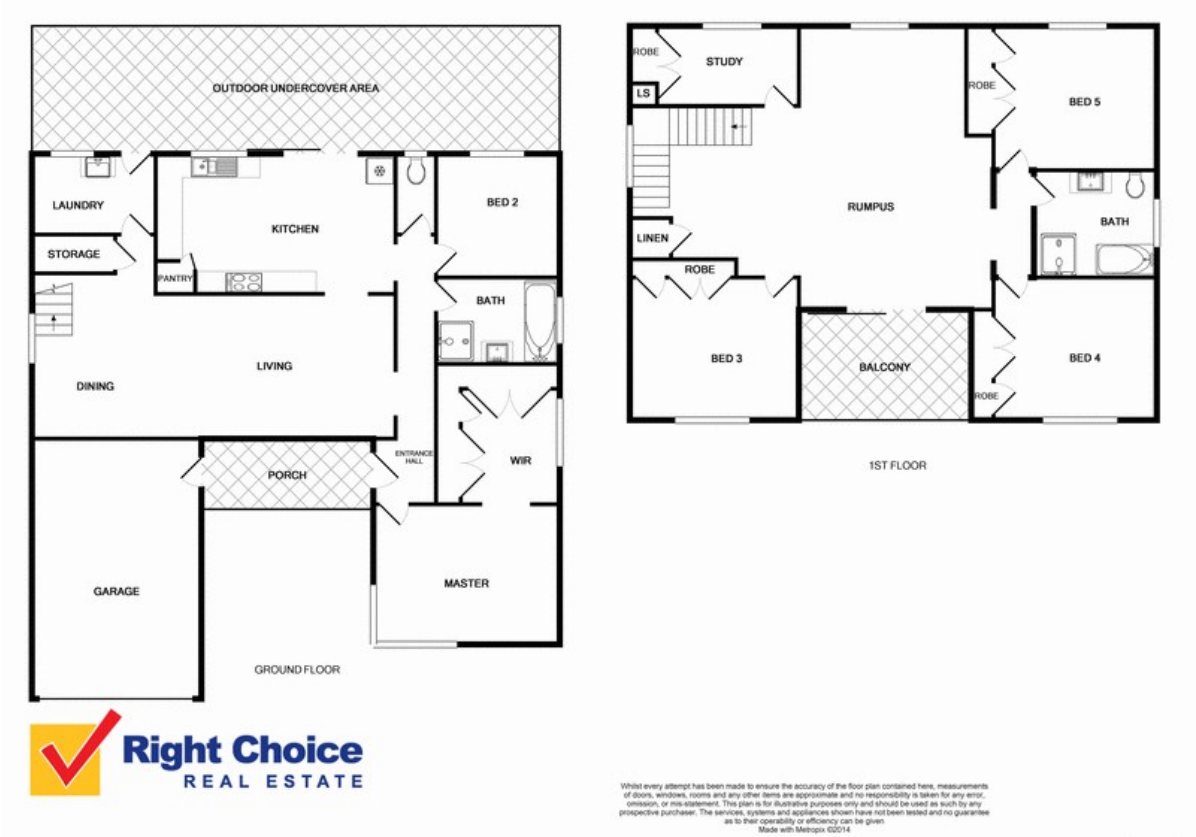 OUTDOOR UNDERCOVER AREA
LAUNDRY
STORAGE
KITCHEN
PANTRY
BED 2
BATH
LIVING
DINING
ENTRANCE
HALL
WIR
PORCH
GARAGE
MASTER
GROUND FLOOR
ROBE
STUDY
LS
ROBE
BED 5
RUMPUS
LINEN
BATH
ROBE
BED 3
BALCONY
BED 4
ROBE
1ST FLOOR
Right Choice
REAL ESTATE
Whilst every attempt has been made to ensure the accuracy of the floor plan contained here, measurements
of doors, windows, rooms and any other items are approximate and no responsibility is taken for any error,
omission, or mis-statement. This plan is for illustrative purposes only and should be used as such by any
prospective purchaser. The services, systems and appliances shown have not been tested and no guarantee
as to their operability or efficiency can be given
Made with Metropix ©2014